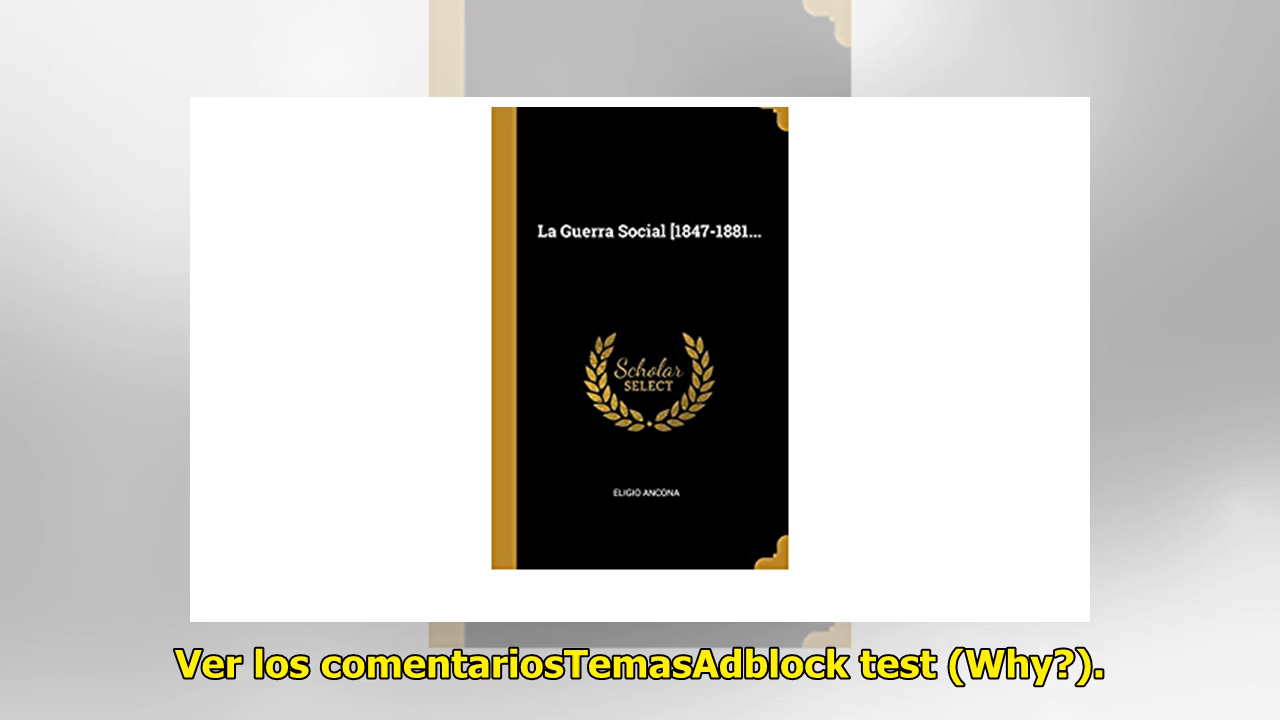 La Guerra Social [1847-1881...
Scholar
SELECT
ELIGIO ANCONA
Ver los comentariosTemasAdblock test (Why?).